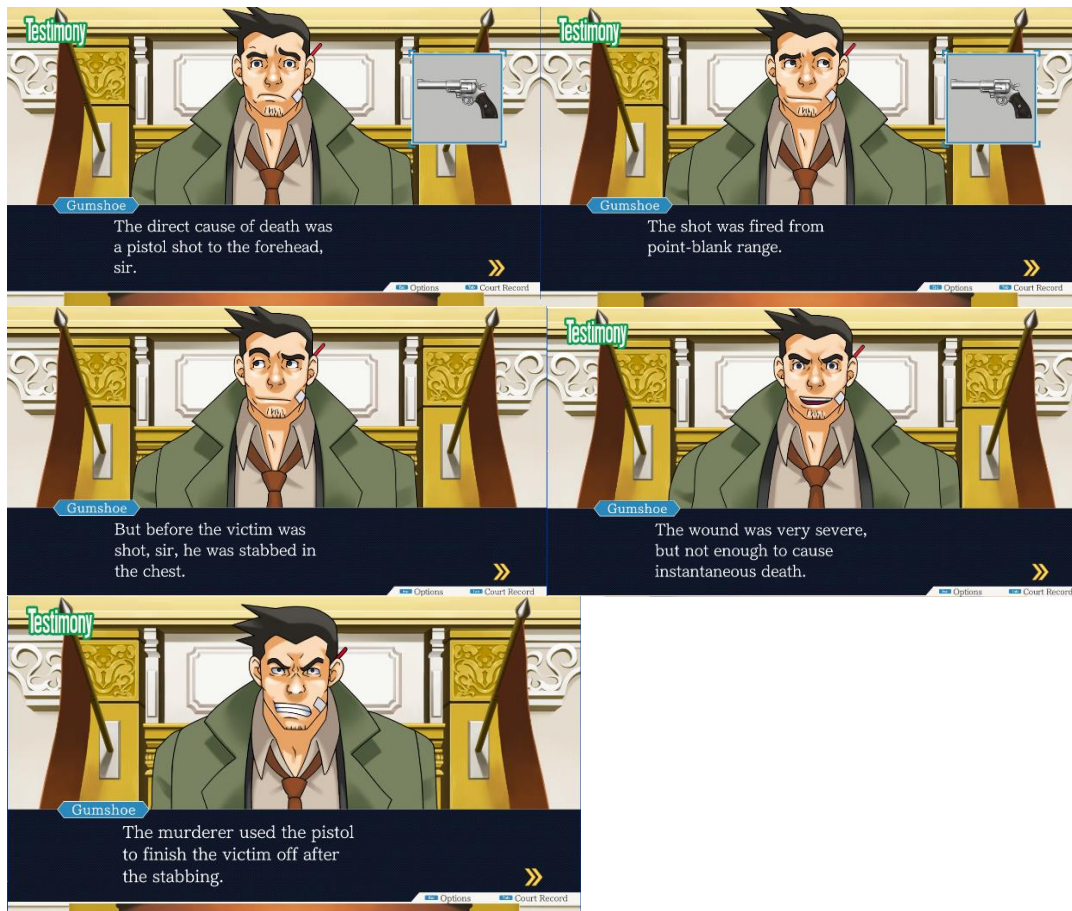 Testimony
Gumshoe
The direct cause of death was
a pistol shot to the forehead,
sir.
Options
Court Record
Testimony
Gumshoe
The shot was fired from
point-blank range.
Options
Court Record
Gumshoe
But before the victim was
shot, sir, he was stabbed in
the chest.
Options
Court Record
Testimony
Gumshoe
The wound was very severe,
but not enough to cause
instantaneous death.
Options
Court Record
Testimony
Gumshoe
The murderer used the pistol
to finish the victim off after
the stabbing.
Options
Court Record